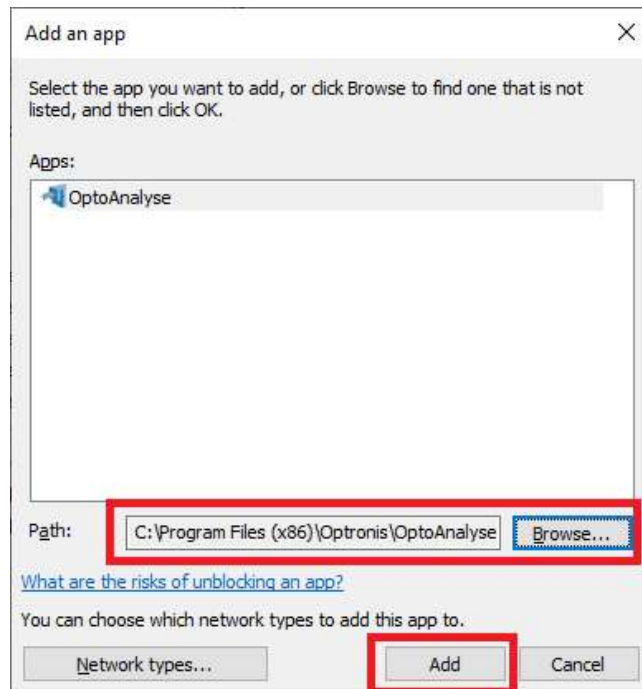 Add an app
Select the app you want to add, or click Browse to find one that is not
listed, and then click OK.
Apps:
OptoAnalyse
Path:
C:\Program Files (x86)\Optronis\OptoAnalyse
Browse...
What are the risks of unblocking an app?
You can choose which network types to add this app to.
Network types...
Add
Cancel